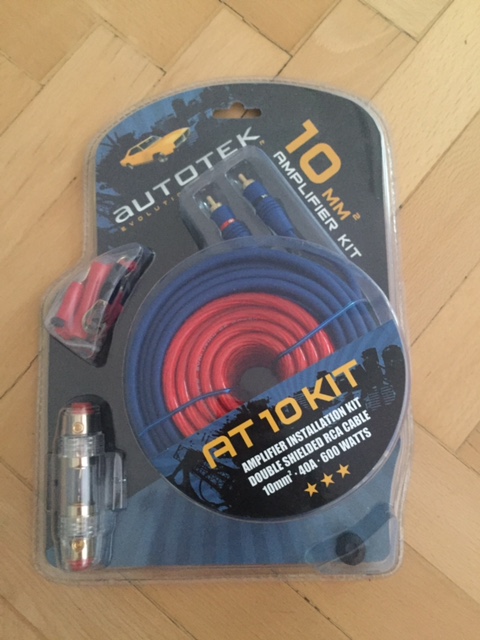 AUTOTEK
10 MM²
AMPLIFIER KIT
AT 10 KIT
AMPLIFIER INSTALLATION KIT
DOUBLE SHIELDED RCA CABLE
10mm² · 40A · 600 WATTS